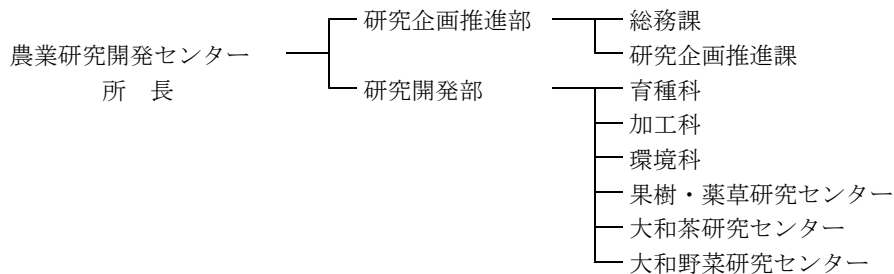 研究企画推進部 総務課
農業研究開発センター 研究企画推進課
所 長 研究開発部 育種科
加工科
環境科
果樹・薬草研究センター
大和茶研究センター
大和野菜研究センター